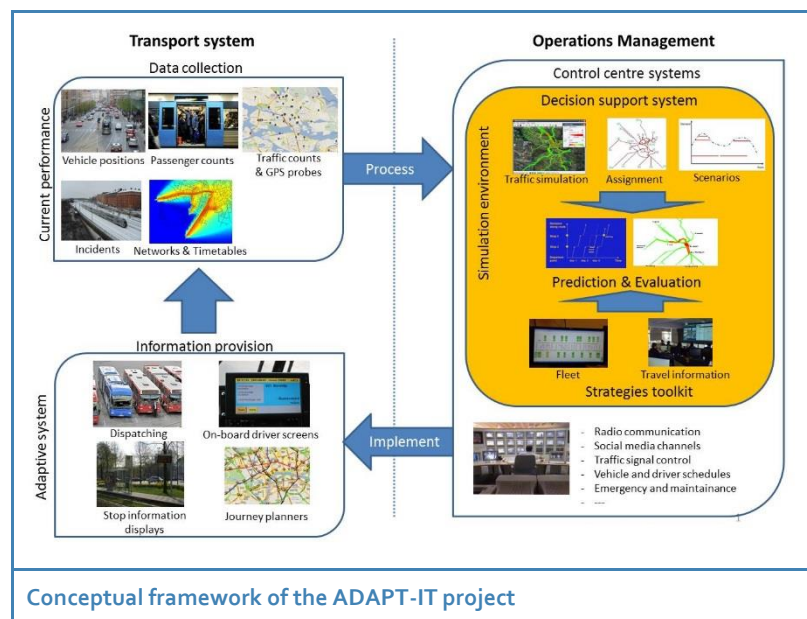 Transport system
Operations Management
Data collection
Control centre systems
Current performance
Vehicle positions
Passenger counts
Traffic counts
& GPS probes
Incidents
Networks & Timetables
Process
Simulation environment
Decision support system
Traffic simulation
Assignment
Scenarios
Prediction & Evaluation
Fleet
Travel information
Strategies toolkit
Information provision
Adaptive system
Dispatching
On-board driver screens
Stop information
displays
Journey planners
Implement
- Radio communication
- Social media channels
- Traffic signal control
- Vehicle and driver schedules
- Emergency and maintainance
- ....
1
Conceptual framework of the ADAPT-IT project